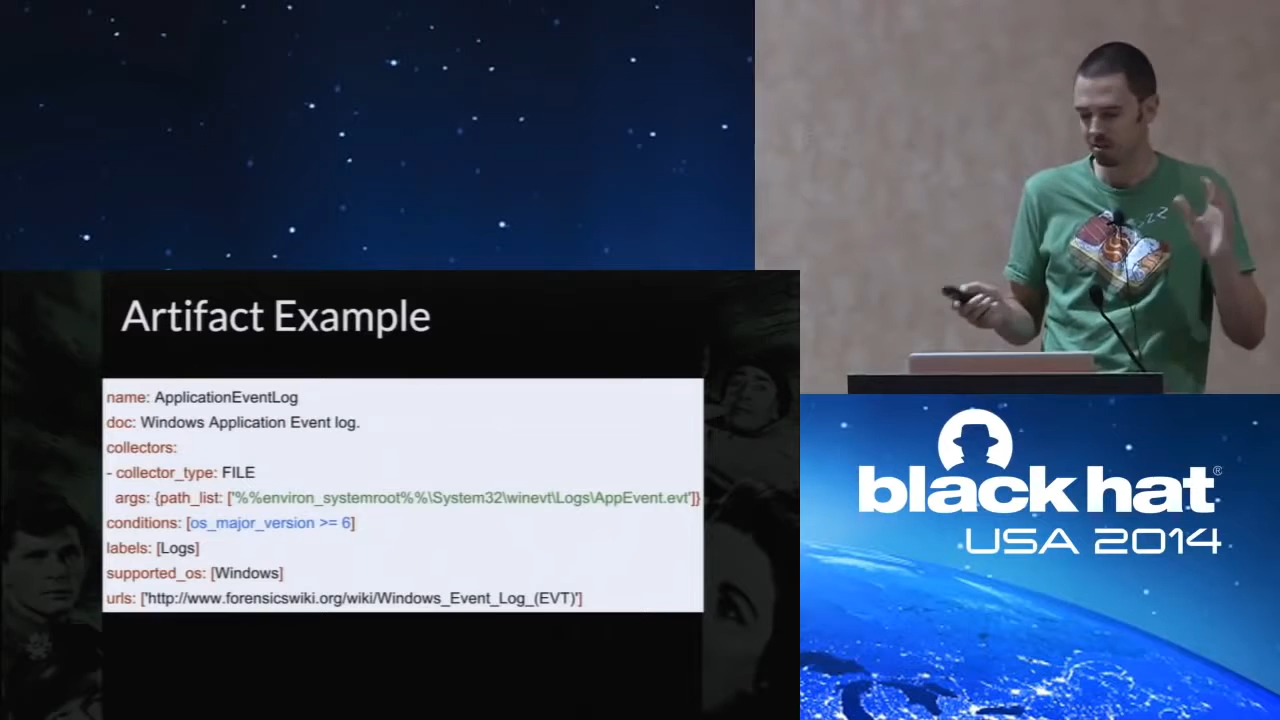 Artifact Example
name: ApplicationEventLog
doc: Windows Application Event log.
collectors:
- collector_type: FILE
args: {path_list: ['%%environ_systemroot%%\System32\winevt\Logs\AppEvent.evt']}
conditions: [os_major_version >= 6]
labels: [Logs]
supported_os: [Windows]
urls: ['http://www.forensicswiki.org/wiki/Windows_Event_Log_(EVT)']
zz
black hat®
USA 2014